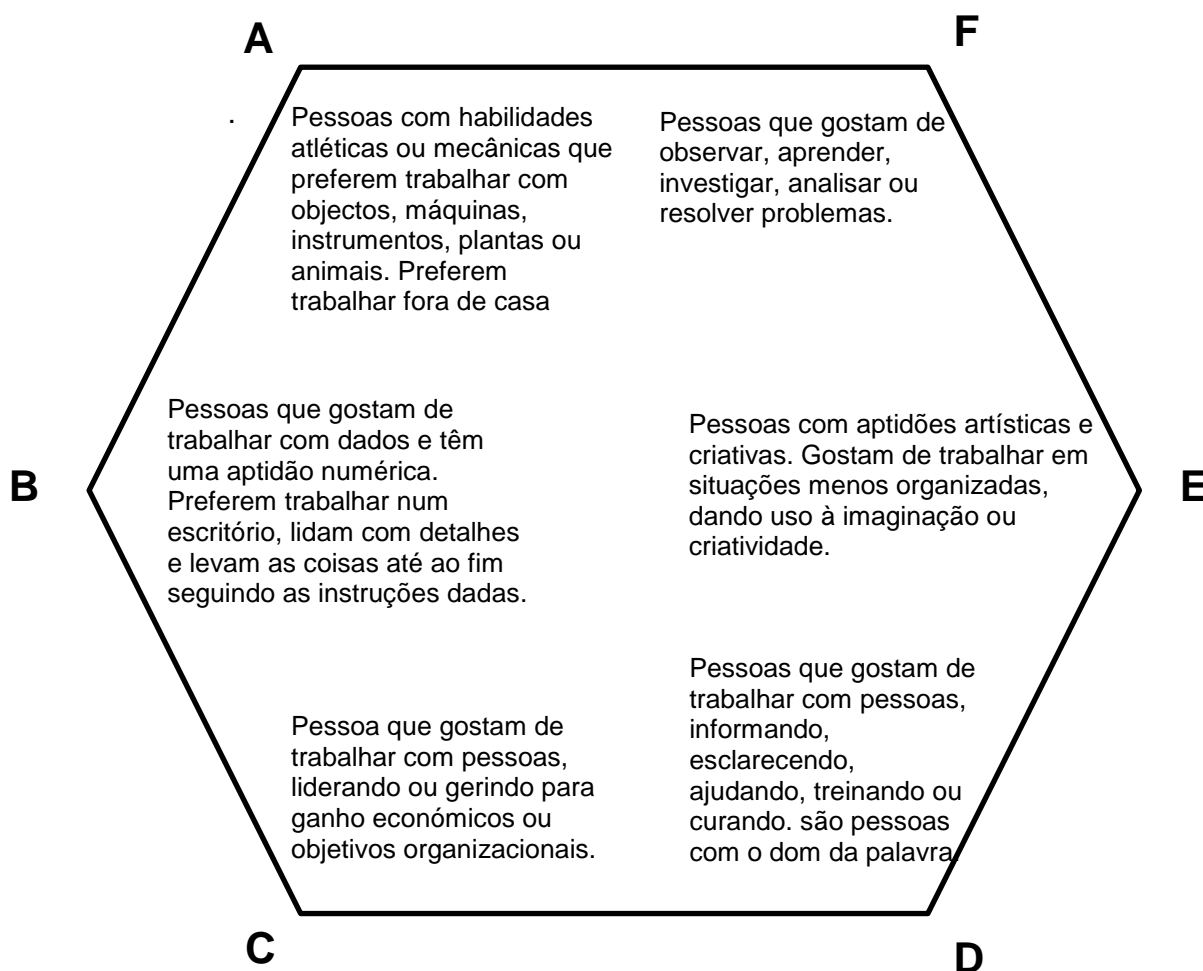 A
F
.
Pessoas com habilidades
atléticas ou mecânicas que
preferem trabalhar com
objectos, máquinas,
instrumentos, plantas ou
animais. Preferem
trabalhar fora de casa
Pessoas que gostam de
observar, aprender,
investigar, analisar ou
resolver problemas.
B
Pessoas que gostam de
trabalhar com dados e têm
uma aptidão numérica.
Preferem trabalhar num
escritório, lidam com detalhes
e levam as coisas até ao fim
seguindo as instruções dadas.
Pessoas com aptidões artísticas e
criativas. Gostam de trabalhar em
situações menos organizadas,
dando uso à imaginação ou
criatividade.
E
Pessoa que gostam de
trabalhar com pessoas,
liderando ou gerindo para
ganho económicos ou
objetivos organizacionais.
Pessoas que gostam de
trabalhar com pessoas,
informando,
esclarecendo,
ajudando, treinando ou
curando. são pessoas
com o dom da palavra.
C
D